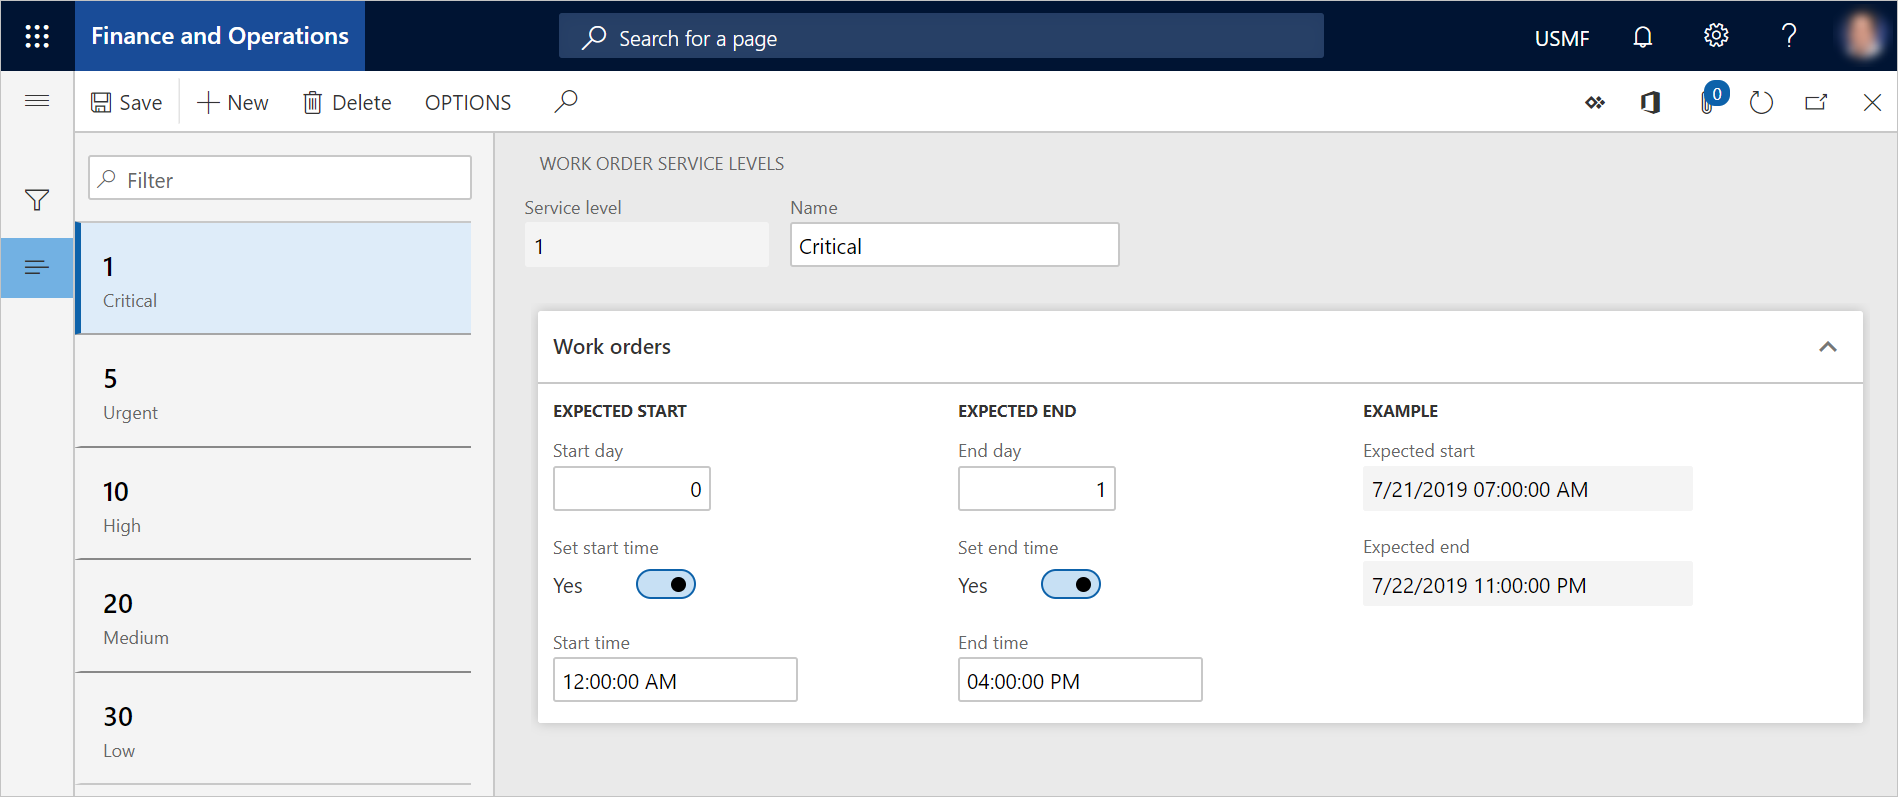 Finance and Operations
Search for a page
USMF
Save
New
Delete
OPTIONS
0
Filter
1
Critical
5
Urgent
10
High
20
Medium
30
Low
WORK ORDER SERVICE LEVELS
Service level
Name
1
Critical
Work orders
EXPECTED START
EXPECTED END
EXAMPLE
Start day
End day
Expected start
0
1
7/21/2019 07:00:00 AM
Set start time
Set end time
Expected end
Yes
Yes
7/22/2019 11:00:00 PM
Start time
End time
12:00:00 AM
04:00:00 PM